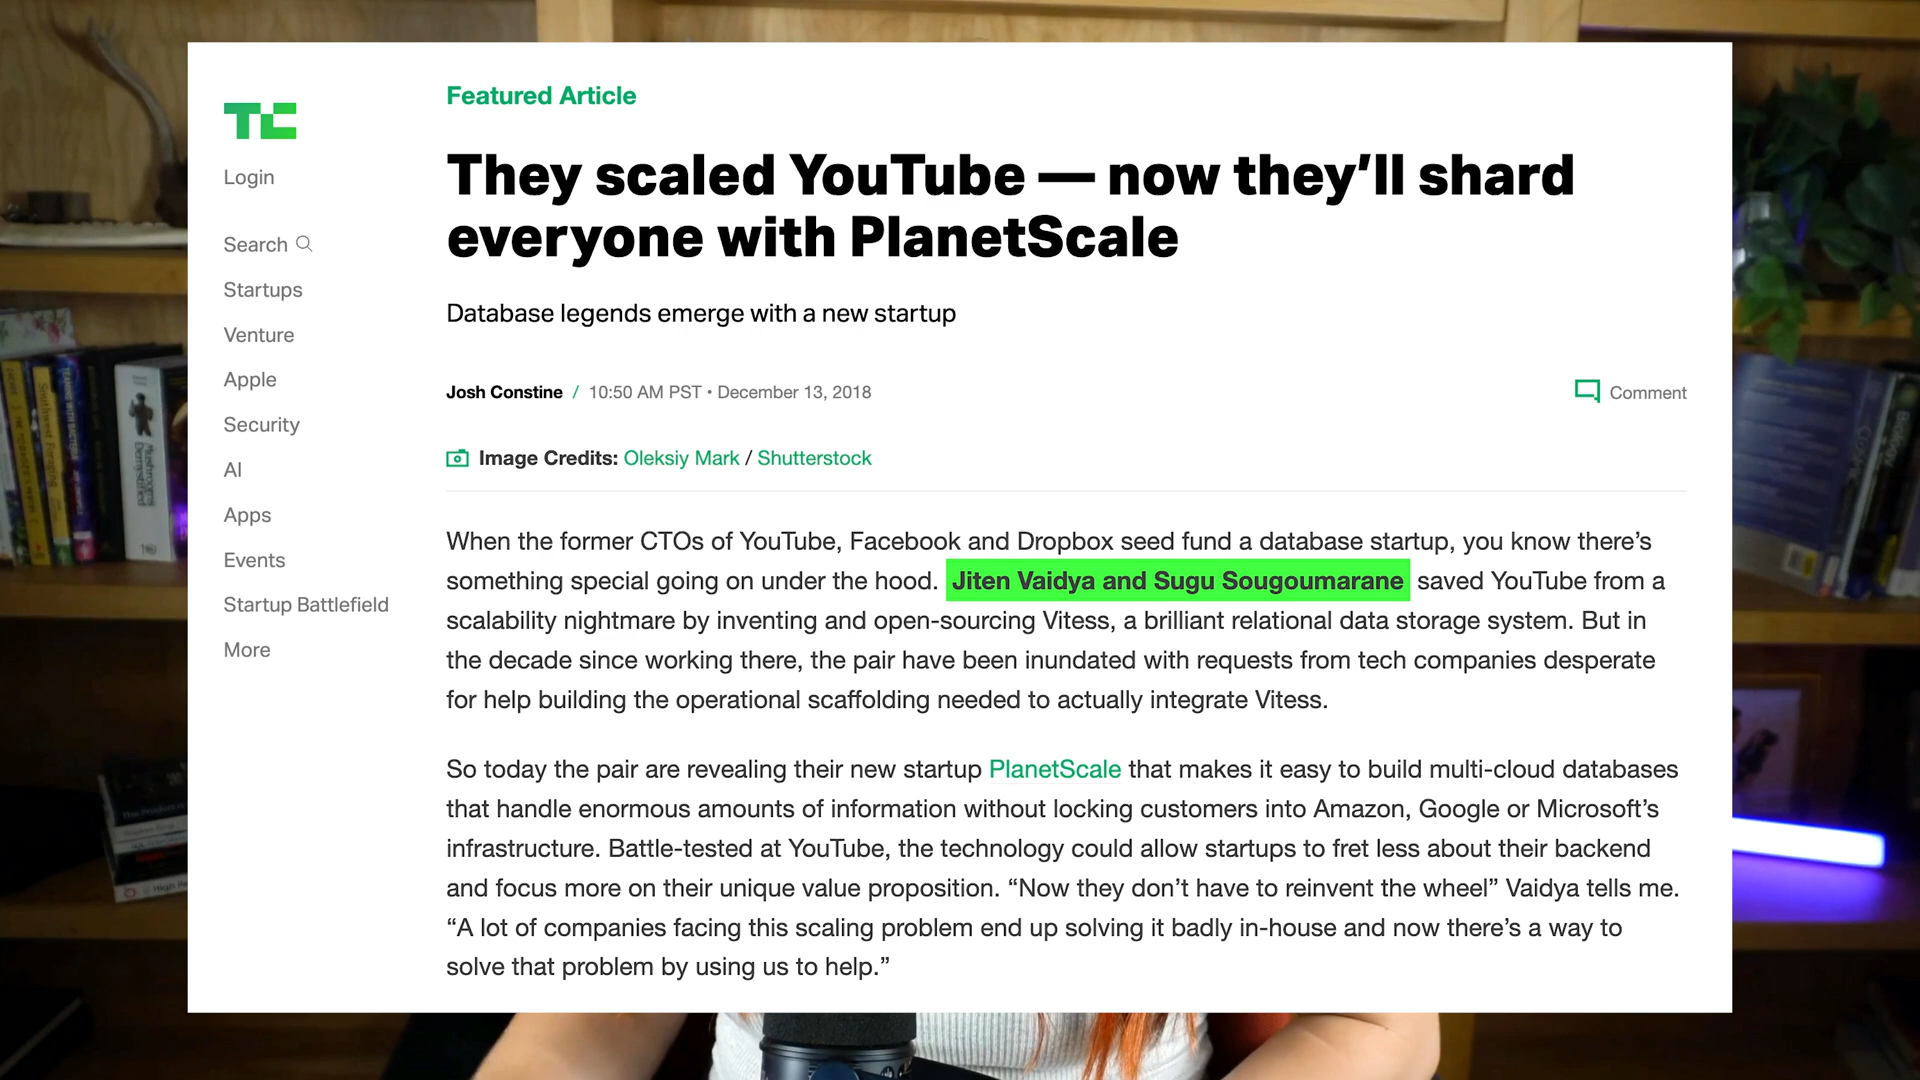 TC
Login
Search
Startups
Venture
Apple
Security
AI
Apps
Events
Startup Battlefield
More
Featured Article
They scaled YouTube — now they’ll shard
everyone with PlanetScale
Database legends emerge with a new startup
Josh Constine / 10:50 AM PST • December 13, 2018
Comment
Image Credits: Oleksiy Mark / Shutterstock
When the former CTOs of YouTube, Facebook and Dropbox seed fund a database startup, you know there’s
something special going on under the hood. Jiten Vaidya and Sugu Sougoumarane saved YouTube from a
scalability nightmare by inventing and open-sourcing Vitess, a brilliant relational data storage system. But in
the decade since working there, the pair have been inundated with requests from tech companies desperate
for help building the operational scaffolding needed to actually integrate Vitess.
So today the pair are revealing their new startup PlanetScale that makes it easy to build multi-cloud databases
that handle enormous amounts of information without locking customers into Amazon, Google or Microsoft’s
infrastructure. Battle-tested at YouTube, the technology could allow startups to fret less about their backend
and focus more on their unique value proposition. “Now they don’t have to reinvent the wheel” Vaidya tells me.
“A lot of companies facing this scaling problem end up solving it badly in-house and now there’s a way to
solve that problem by using us to help.”
Mushrooms
Demystified